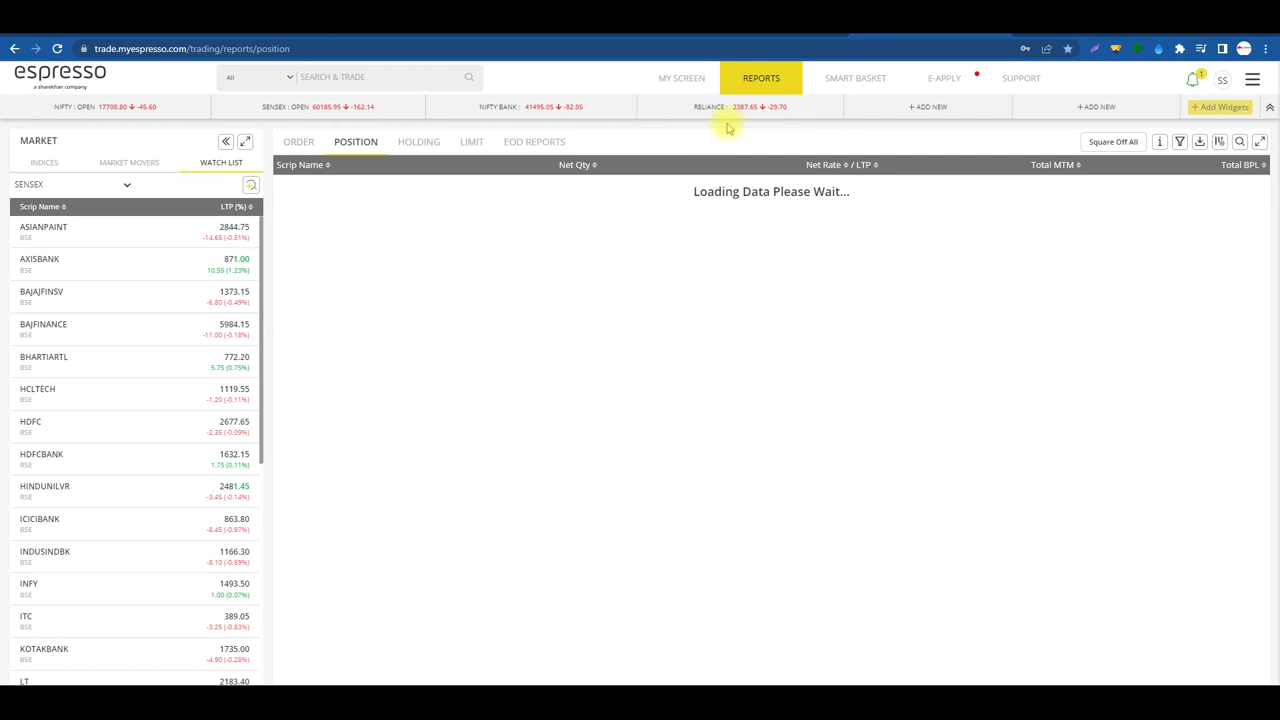 trade.myespresso.com/trading/reports/position
espresso
a sharekhan company
All
SEARCH & TRADE
MY SCREEN
REPORTS
SMART BASKET
E-APPLY
SUPPORT
1
SS
NIFTY : OPEN 17708.80 -45.60
SENSEX : OPEN 60185.95 -162.14
NIFTY BANK : 41495.05 -82.05
RELIANCE : 2387.65 -29.70
+ ADD NEW
+ ADD NEW
+ Add Widgets
MARKET
INDICES
MARKET MOVERS
WATCH LIST
SENSEX
Scrip Name
LTP (%)
ASIANPAINT 2844.75
BSE -14.65 (-0.51%)
AXISBANK 871.00
BSE 10.55 (1.23%)
BAJAJFINSV 1373.15
BSE -6.80 (-0.49%)
BAJFINANCE 5984.15
BSE -11.00 (-0.18%)
BHARTIARTL 772.20
BSE 5.75 (0.75%)
HCLTECH 1119.55
BSE -1.20 (-0.11%)
HDFC 2677.65
BSE -2.35 (-0.09%)
HDFCBANK 1632.15
BSE 1.75 (0.11%)
HINDUNILVR 2481.45
BSE -3.45 (-0.14%)
ICICIBANK 863.80
BSE -8.45 (-0.97%)
INDUSINDBK 1166.30
BSE -8.10 (-0.69%)
INFY 1493.50
BSE 1.00 (0.07%)
ITC 389.05
BSE -3.25 (-0.83%)
KOTAKBANK 1735.00
BSE -4.90 (-0.28%)
LT 2183.40
ORDER
POSITION
HOLDING
LIMIT
EOD REPORTS
Square Off All
Scrip Name
Net Qty
Net Rate / LTP
Total MTM
Total BPL
Loading Data Please Wait...